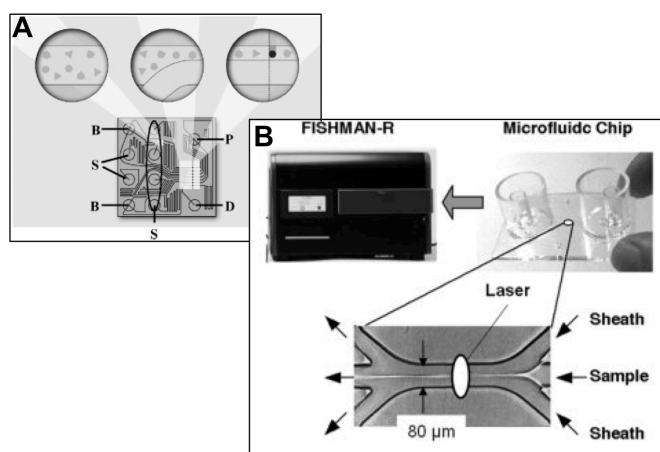 A
B
P
S
B
D
S
B
FISHMAN-R
Microfluidc Chip
Laser
Sheath
Sample
80 µm
Sheath